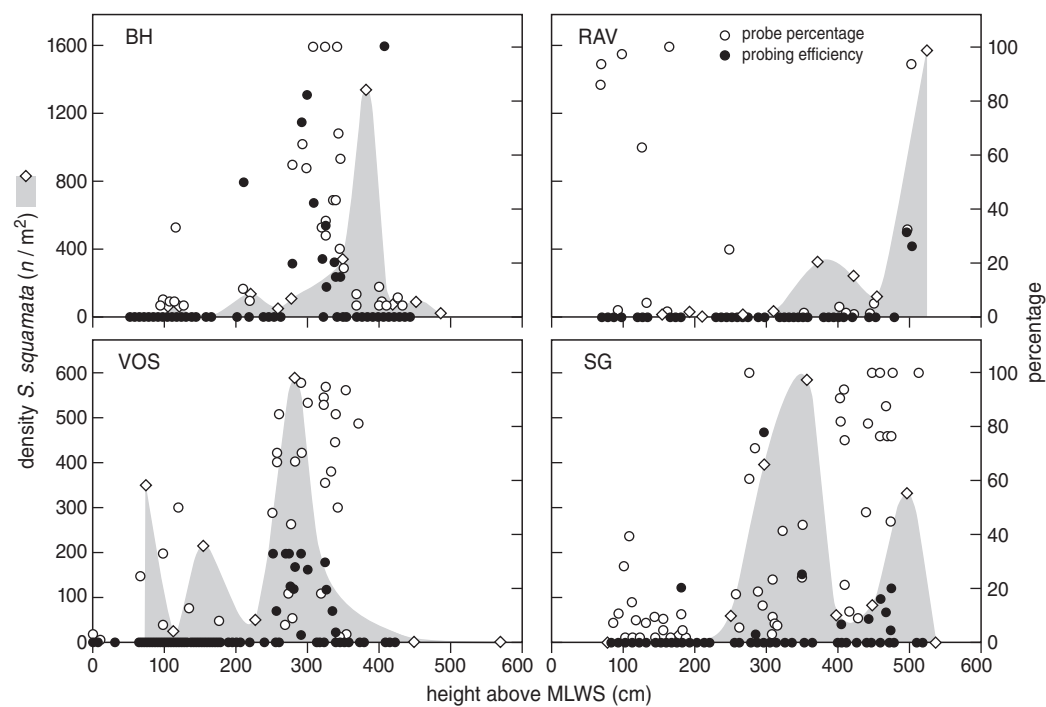 BH
RAV
probe percentage
probing efficiency
1600
1200
800
400
0
100
80
60
40
20
0
density S. squamata (n / m²)
percentage
VOS
SG
600
500
400
300
200
100
0
100
80
60
40
20
0
0 100 200 300 400 500 600 0 100 200 300 400 500 600
height above MLWS (cm)